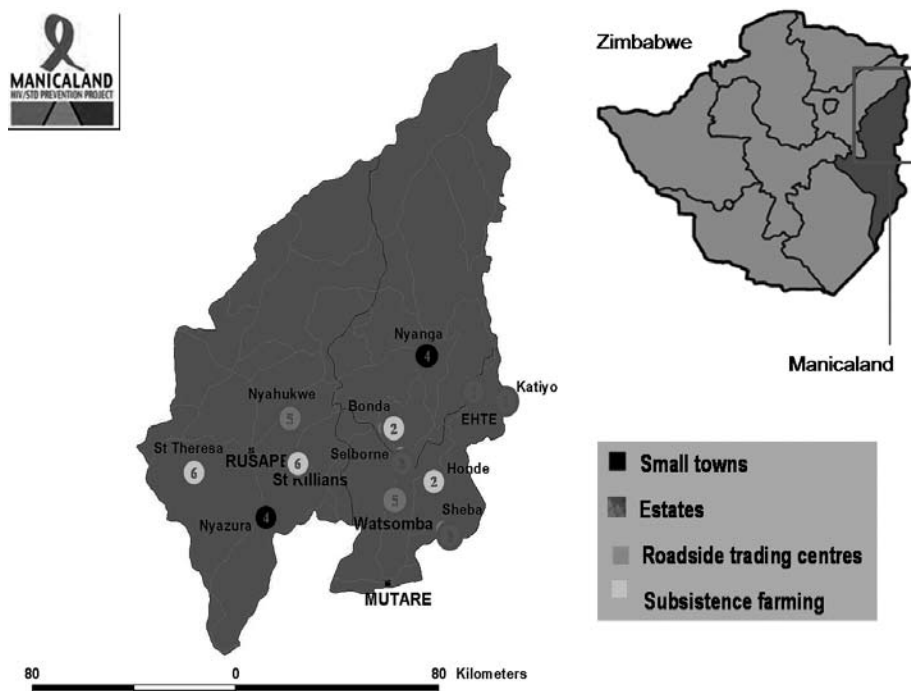 MANICALAND
HIV/STD PREVENTION PROJECT
Zimbabwe
Manicaland
Nyanga
4
Katiyo
Nyahukwe
5
Bonda
2
EHTE
St Theresa
6
RUSAPE
6
St Killians
Selborne
3
Honde
2
5
Watsomba
Sheba
3
Nyazura
4
MUTARE
Small towns
Estates
Roadside trading centres
Subsistence farming
80
0
80
Kilometers